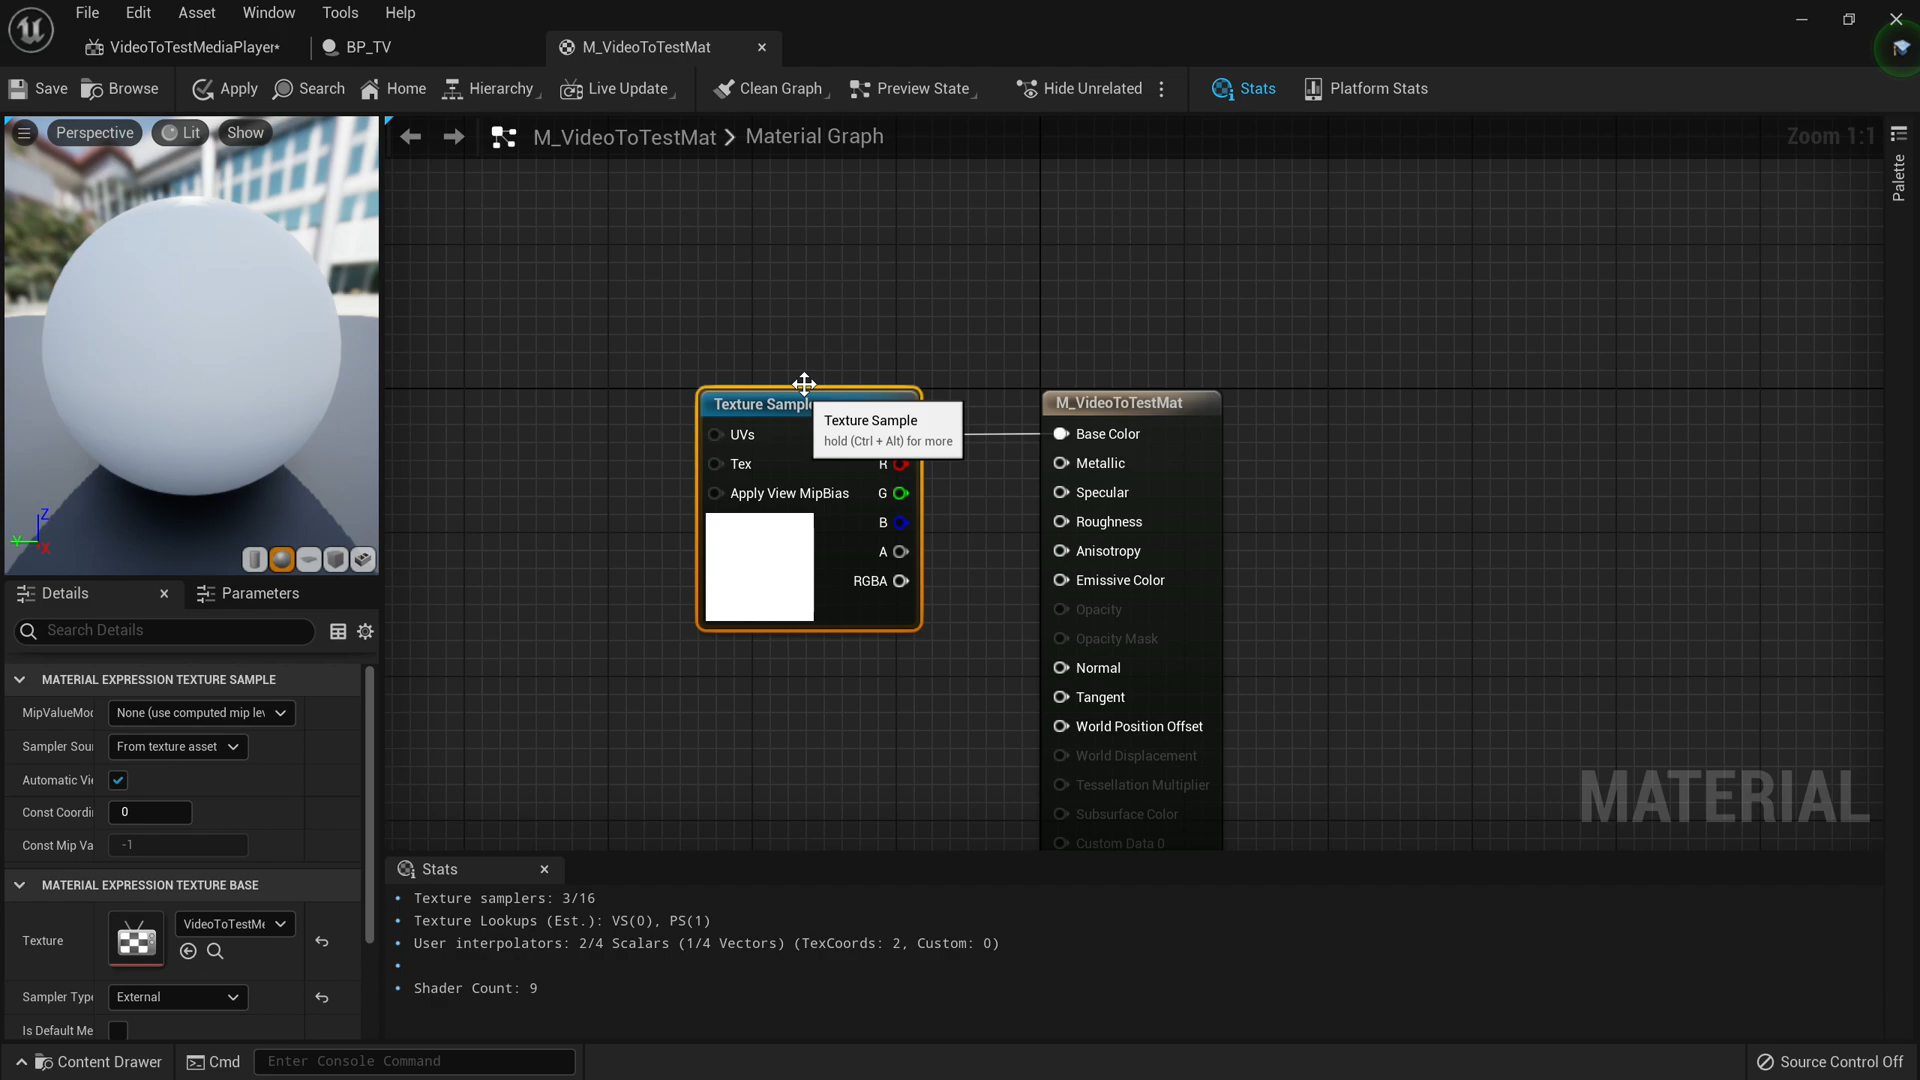 File Edit Asset Window Tools Help
VideoToTestMediaPlayer* BP_TV M_VideoToTestMat
Save Browse Apply Search Home Hierarchy Live Update Clean Graph Preview State Hide Unrelated Stats Platform Stats
Perspective Lit Show
M_VideoToTestMat Material Graph
Zoom 1:1
Palette
Texture Sample
hold (Ctrl + Alt) for more
Texture Sample
UVs
Tex
Apply View MipBias
R
G
B
A
RGBA
M_VideoToTestMat
Base Color
Metallic
Specular
Roughness
Anisotropy
Emissive Color
Opacity
Opacity Mask
Normal
Tangent
World Position Offset
World Displacement
Tessellation Multiplier
Subsurface Color
Custom Data 0
MATERIAL
Z
Y
X
Details Parameters
Search Details
MATERIAL EXPRESSION TEXTURE SAMPLE
MipValueMod None (use computed mip lev
Sampler Sour From texture asset
Automatic Vi
Const Coordi 0
Const Mip Va -1
MATERIAL EXPRESSION TEXTURE BASE
Texture VideoToTestMe
Sampler Type External
Is Default Me
Stats
Texture samplers: 3/16
Texture Lookups (Est.): VS(0), PS(1)
User interpolators: 2/4 Scalars (1/4 Vectors) (TexCoords: 2, Custom: 0)
Shader Count: 9
Content Drawer Cmd Enter Console Command Source Control Off